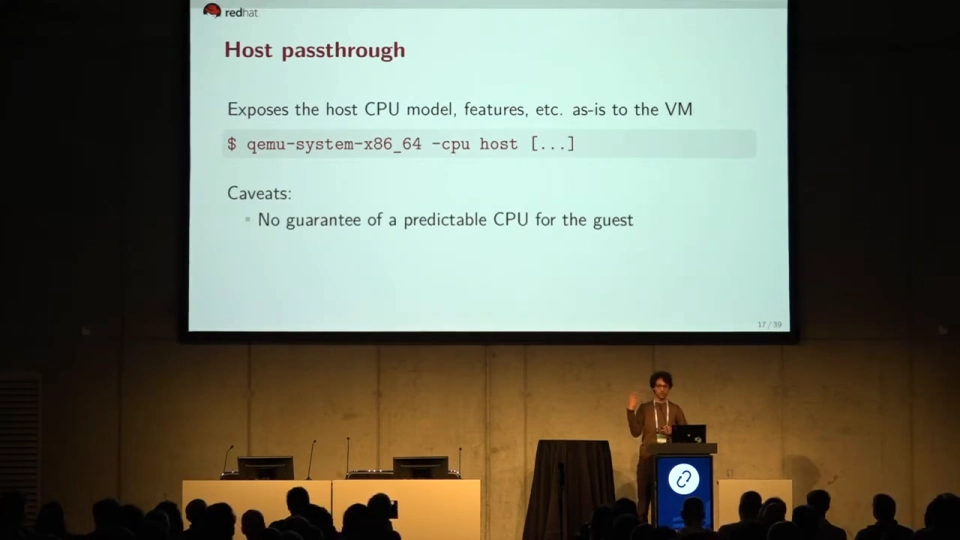 redhat
Host passthrough
Exposes the host CPU model, features, etc. as-is to the VM
$ qemu-system-x86_64 -cpu host [...]
Caveats:
No guarantee of a predictable CPU for the guest
17 / 39